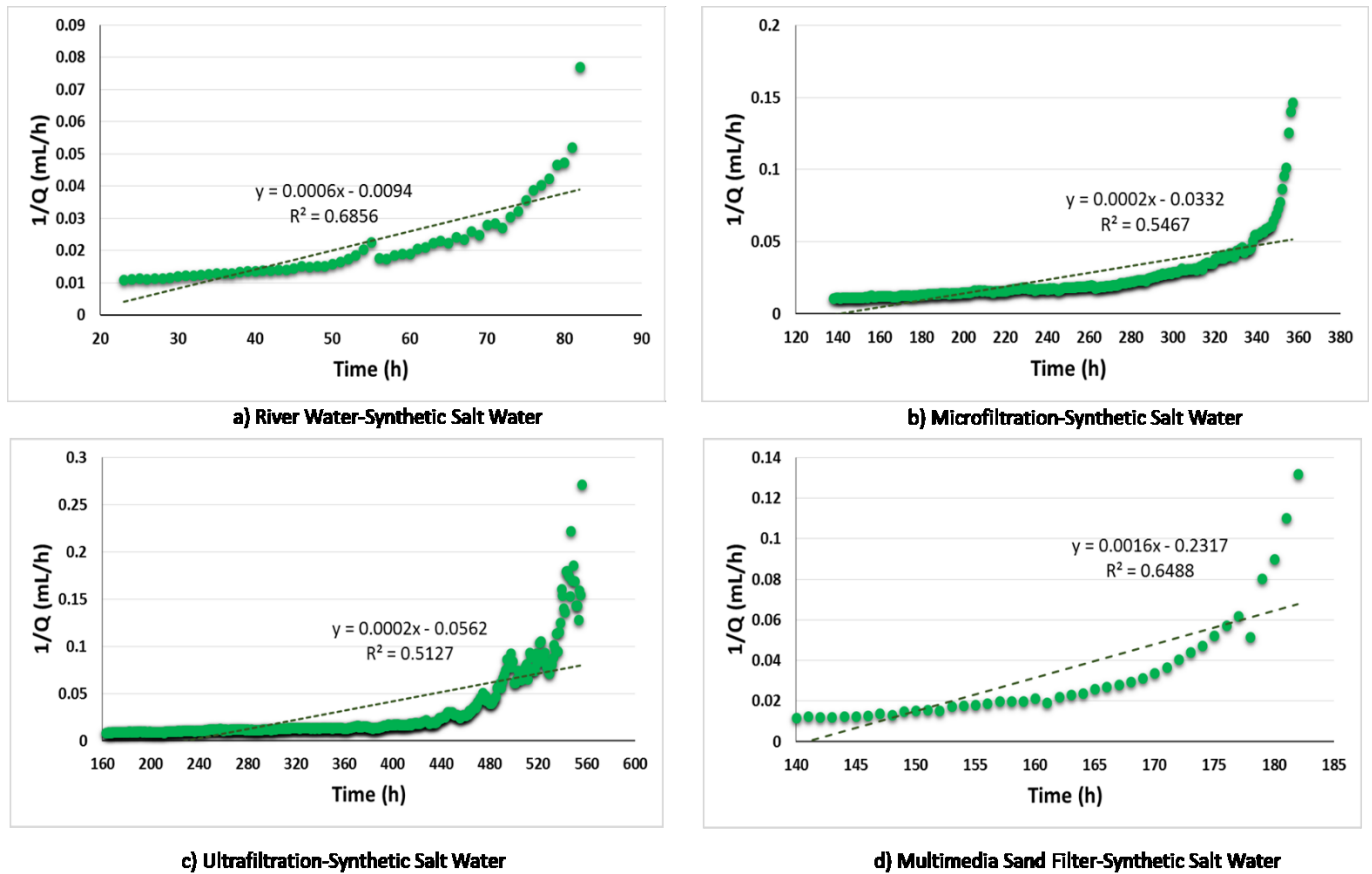 1/Q (mL/h)
0.09
0.08
0.07
0.06
0.05
0.04
0.03
0.02
0.01
0
y = 0.0006x - 0.0094
R² = 0.6856
20 30 40 50 60 70 80 90
Time (h)
a) River Water-Synthetic Salt Water
1/Q (mL/h)
0.2
0.15
0.1
0.05
0
y = 0.0002x - 0.0332
R² = 0.5467
120 140 160 180 200 220 240 260 280 300 320 340 360 380
Time (h)
b) Microfiltration-Synthetic Salt Water
1/Q (mL/h)
0.3
0.25
0.2
0.15
0.1
0.05
0
y = 0.0002x - 0.0562
R² = 0.5127
160 200 240 280 320 360 400 440 480 520 560 600
Time (h)
c) Ultrafiltration-Synthetic Salt Water
1/Q (mL/h)
0.14
0.12
0.1
0.08
0.06
0.04
0.02
0
y = 0.0016x - 0.2317
R² = 0.6488
140 145 150 155 160 165 170 175 180 185
Time (h)
d) Multimedia Sand Filter-Synthetic Salt Water